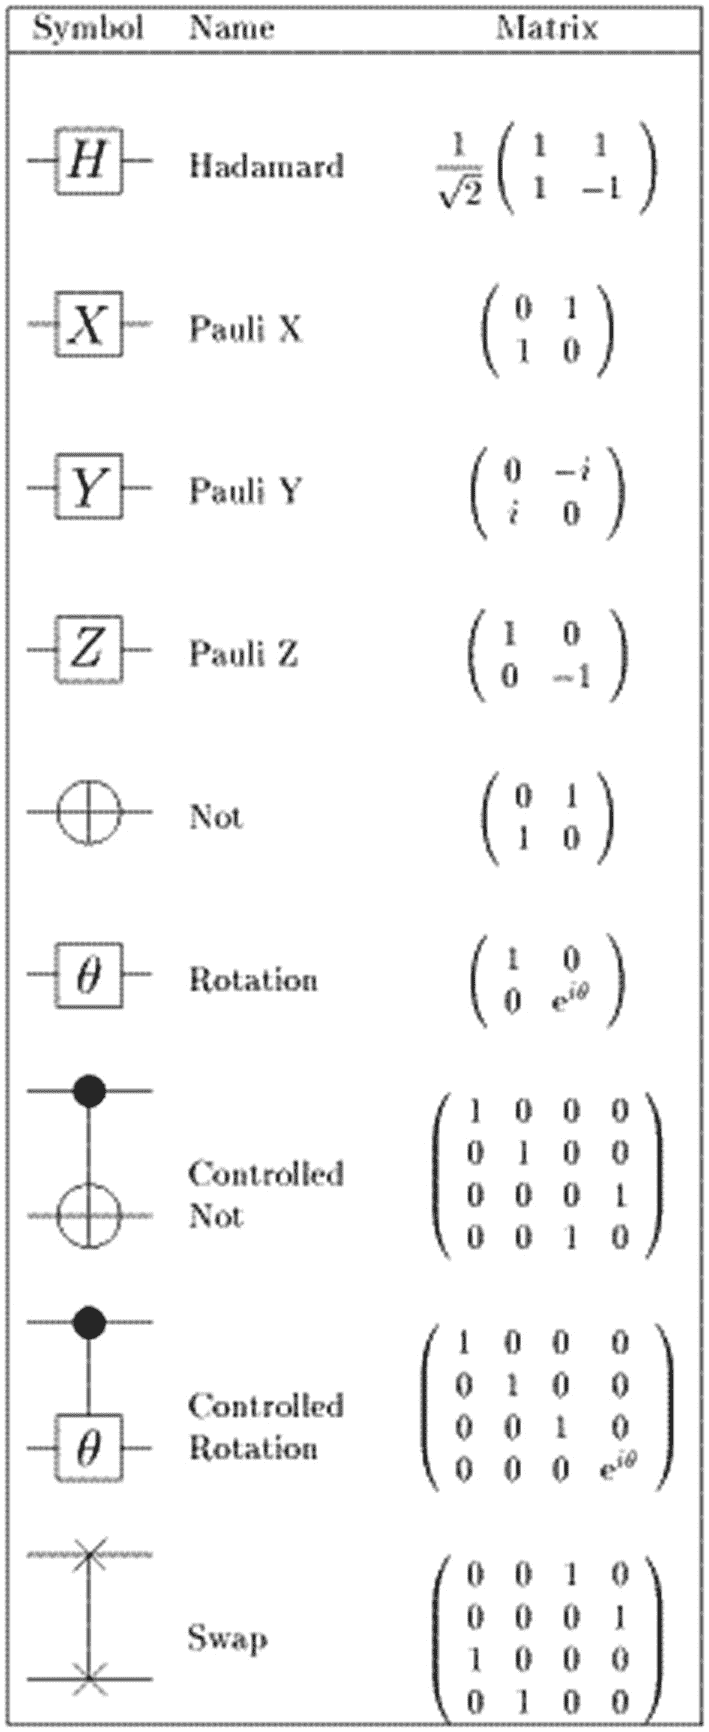 Symbol Name Matrix
H Hadamard 1/√2 ( 1 1
1 −1 )
X Pauli X ( 0 1
1 0 )
Y Pauli Y ( 0 −i
i 0 )
Z Pauli Z ( 1 0
0 −1 )
Not ( 0 1
1 0 )
θ Rotation ( 1 0
0 e^{iθ} )
Controlled
Not
( 1 0 0 0
0 1 0 0
0 0 0 1
0 0 1 0 )
θ
Controlled
Rotation
( 1 0 0 0
0 1 0 0
0 0 1 0
0 0 0 e^{iθ} )
Swap
( 0 0 1 0
0 0 0 1
1 0 0 0
0 1 0 0 )